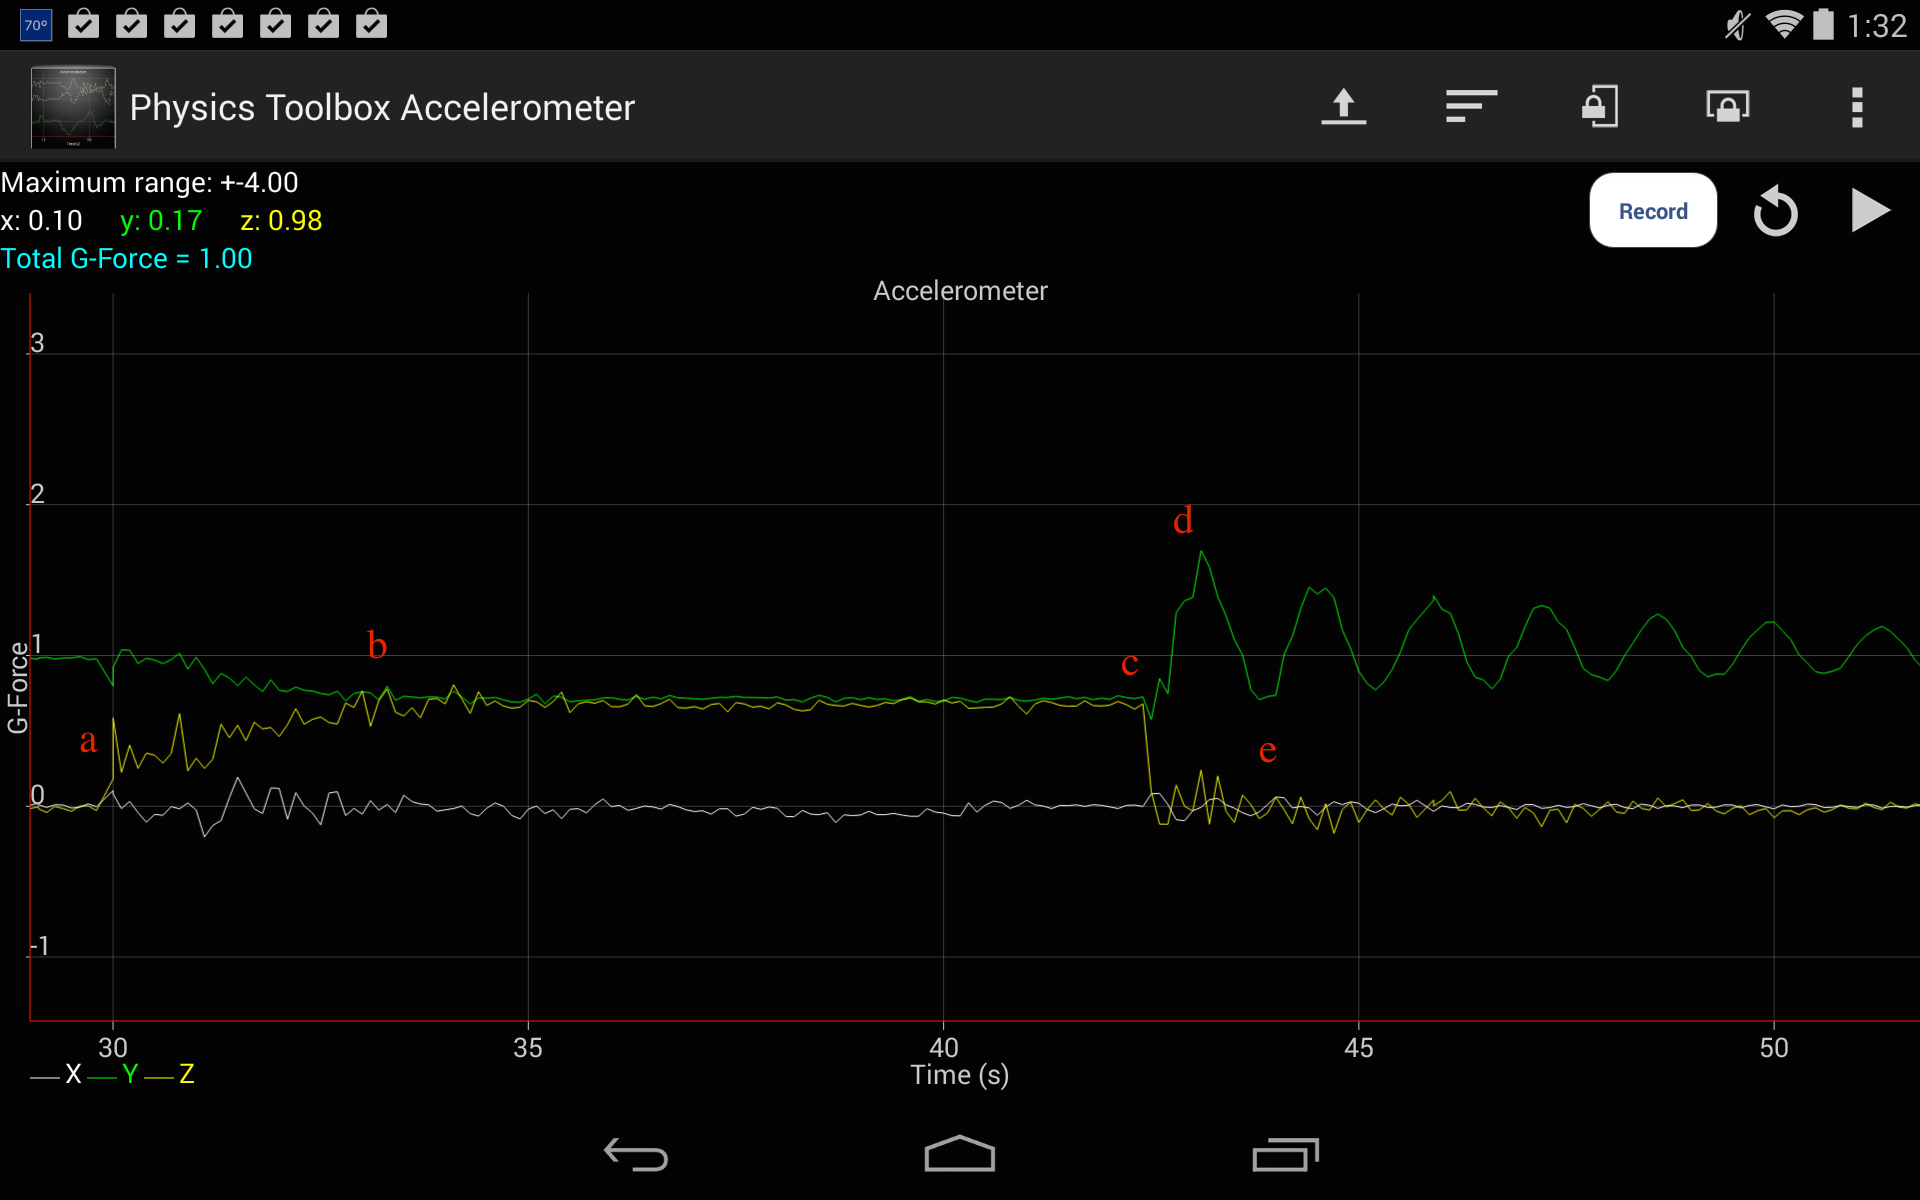 70° 1:32
Physics Toolbox Accelerometer
Maximum range: +-4.00
x: 0.10 y: 0.17 z: 0.98
Record
Total G-Force = 1.00
Accelerometer
3
2
d
1
b
c
G-Force
a
e
0
-1
30 35 40 45 50
X Y Z
Time (s)